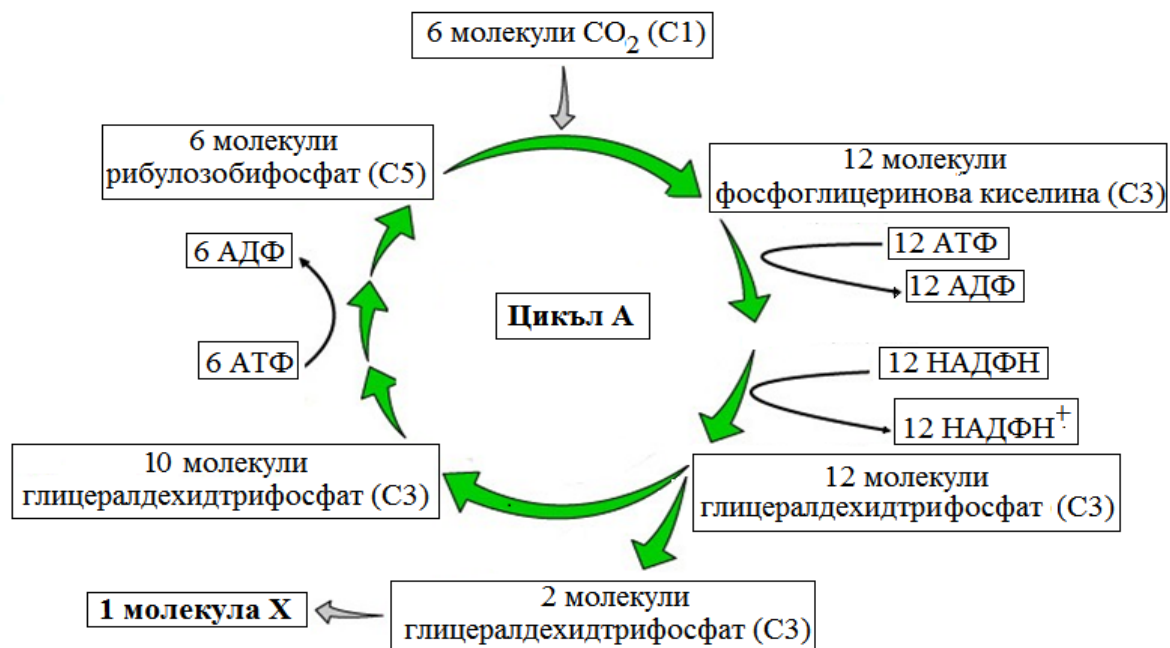 6 молекули CO2 (C1)
6 молекули
рибулозобифосфат (C5)
12 молекули
фосфоглицеринова киселина (C3)
6 АДФ
12 АТФ
12 АДФ
Цикъл А
6 АТФ
12 НАДФН
12 НАДФН+
10 молекули
глицералдехидтрифосфат (C3)
12 молекули
глицералдехидтрифосфат (C3)
1 молекула X
2 молекули
глицералдехидтрифосфат (C3)